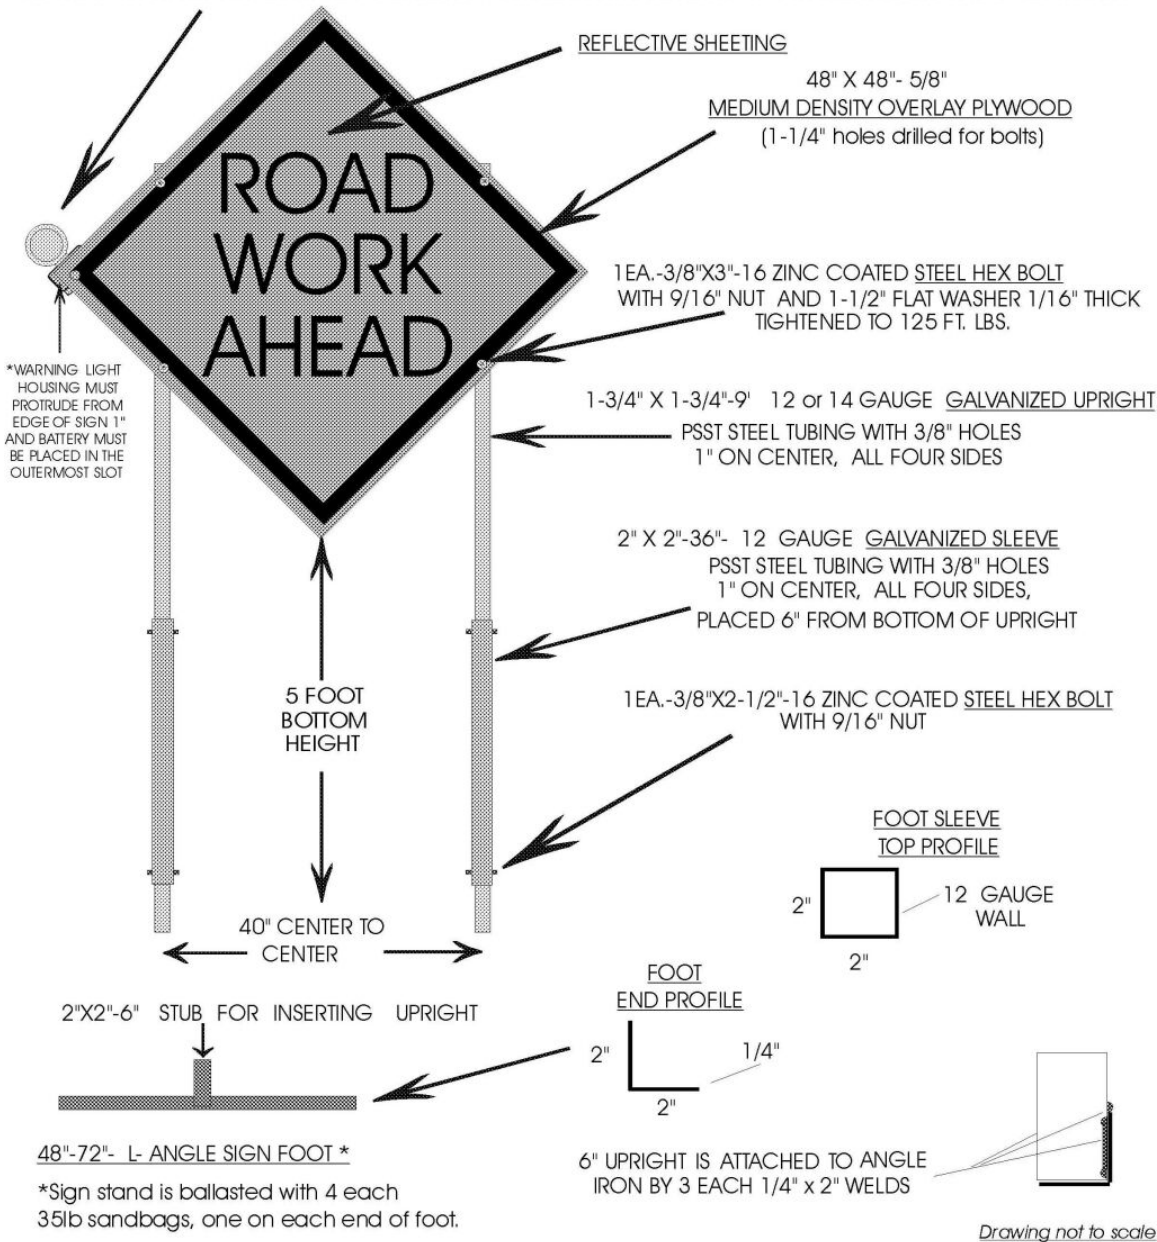 REFLECTIVE SHEETING
48" X 48"- 5/8"
MEDIUM DENSITY OVERLAY PLYWOOD
(1-1/4" holes drilled for bolts)
ROAD
WORK
AHEAD
1EA.-3/8"X3"-16 ZINC COATED STEEL HEX BOLT
WITH 9/16" NUT AND 1-1/2" FLAT WASHER 1/16" THICK
TIGHTENED TO 125 FT. LBS.
*WARNING LIGHT
HOUSING MUST
PROTRUDE FROM
EDGE OF SIGN 1"
AND BATTERY MUST
BE PLACED IN THE
OUTERMOST SLOT
1-3/4" X 1-3/4"-9' 12 or 14 GAUGE GALVANIZED UPRIGHT
PSST STEEL TUBING WITH 3/8" HOLES
1" ON CENTER, ALL FOUR SIDES
2" X 2"-36"- 12 GAUGE GALVANIZED SLEEVE
PSST STEEL TUBING WITH 3/8" HOLES
1" ON CENTER, ALL FOUR SIDES,
PLACED 6" FROM BOTTOM OF UPRIGHT
5 FOOT
BOTTOM
HEIGHT
1EA.-3/8"X2-1/2"-16 ZINC COATED STEEL HEX BOLT
WITH 9/16" NUT
FOOT SLEEVE
TOP PROFILE
2"
12 GAUGE
WALL
2"
40" CENTER TO
CENTER
FOOT
END PROFILE
2"
1/4"
2"
2"X2"-6" STUB FOR INSERTING UPRIGHT
48"-72"- L- ANGLE SIGN FOOT *
*Sign stand is ballasted with 4 each
35lb sandbags, one on each end of foot.
6" UPRIGHT IS ATTACHED TO ANGLE
IRON BY 3 EACH 1/4" x 2" WELDS
Drawing not to scale